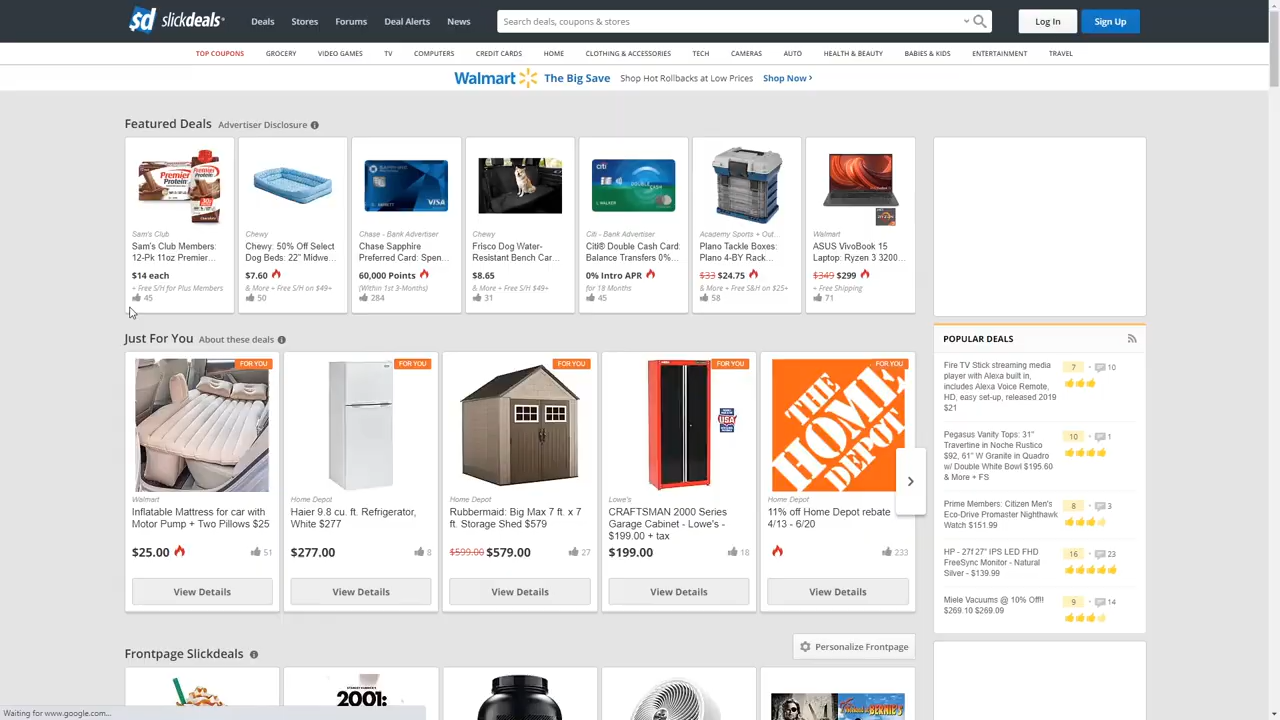 slickdeals
Deals
Stores
Forums
Deal Alerts
News
Search deals, coupons & stores
Log In
Sign Up
TOP COUPONS
GROCERY
VIDEO GAMES
TV
COMPUTERS
CREDIT CARDS
HOME
CLOTHING & ACCESSORIES
TECH
CAMERAS
AUTO
HEALTH & BEAUTY
BABIES & KIDS
ENTERTAINMENT
TRAVEL
Walmart The Big Save Shop Hot Rollbacks at Low Prices Shop Now ›
Featured Deals Advertiser Disclosure
Sam's Club
Sam's Club Members:
12-Pk 11oz Premier...
$14 each
+ Free S/H for Plus Members
45
Chewy
Chewy: 50% Off Select
Dog Beds: 22" Midwe...
$7.60
& More + Free S/H on $49+
50
Chase - Bank Advertiser
Chase Sapphire
Preferred Card: Spen...
60,000 Points
(Within 1st 3-Months)
284
Chewy
Frisco Dog Water-
Resistant Bench Car...
$8.65
+ Free S/H $49+
31
citi
DOUBLE CASH
Citi - Bank Advertiser
Citi® Double Cash Card:
Balance Transfers 0%...
0% Intro APR
for 18 Months
45
Academy Sports + Out...
Plano Tackle Boxes:
Plano 4-BY Rack...
$33 $24.75
& More + Free S&H on $25+
58
Walmart
ASUS VivoBook 15
Laptop: Ryzen 3 3200...
$349 $299
+ Free Shipping
71
Just For You About these deals
FOR YOU
Walmart
Inflatable Mattress for car with
Motor Pump + Two Pillows $25
$25.00
51
View Details
FOR YOU
Home Depot
Haier 9.8 cu. ft. Refrigerator,
White $277
$277.00
8
View Details
FOR YOU
Home Depot
Rubbermaid: Big Max 7 ft. x 7
ft. Storage Shed $579
$599.00 $579.00
27
View Details
FOR YOU
USA
Lowe's
CRAFTSMAN 2000 Series
Garage Cabinet - Lowe's -
$199.00 + tax
$199.00
18
View Details
FOR YOU
THE
HOME
DEPOT
Home Depot
11% off Home Depot rebate
4/13 - 6/20
233
View Details
POPULAR DEALS
Fire TV Stick streaming media
player with Alexa built in,
includes Alexa Voice Remote,
HD, easy set-up, released 2019
$21
7
10
Pegasus Vanity Tops: 31"
Travertine in Noche Rustico
$92, 61" W Granite in Quadro
w/ Double White Bowl $195.60
& More + FS
10
1
Prime Members: Citizen Men's
Eco-Drive Promaster Nighthawk
Watch $151.99
8
3
HP - 27f 27" IPS LED FHD
FreeSync Monitor - Natural
Silver - $139.99
16
23
Miele Vacuums @ 10% Off!!
$269.10 $269.09
9
14
Frontpage Slickdeals
Personalize Frontpage
2001:
Waiting for www.google.com...